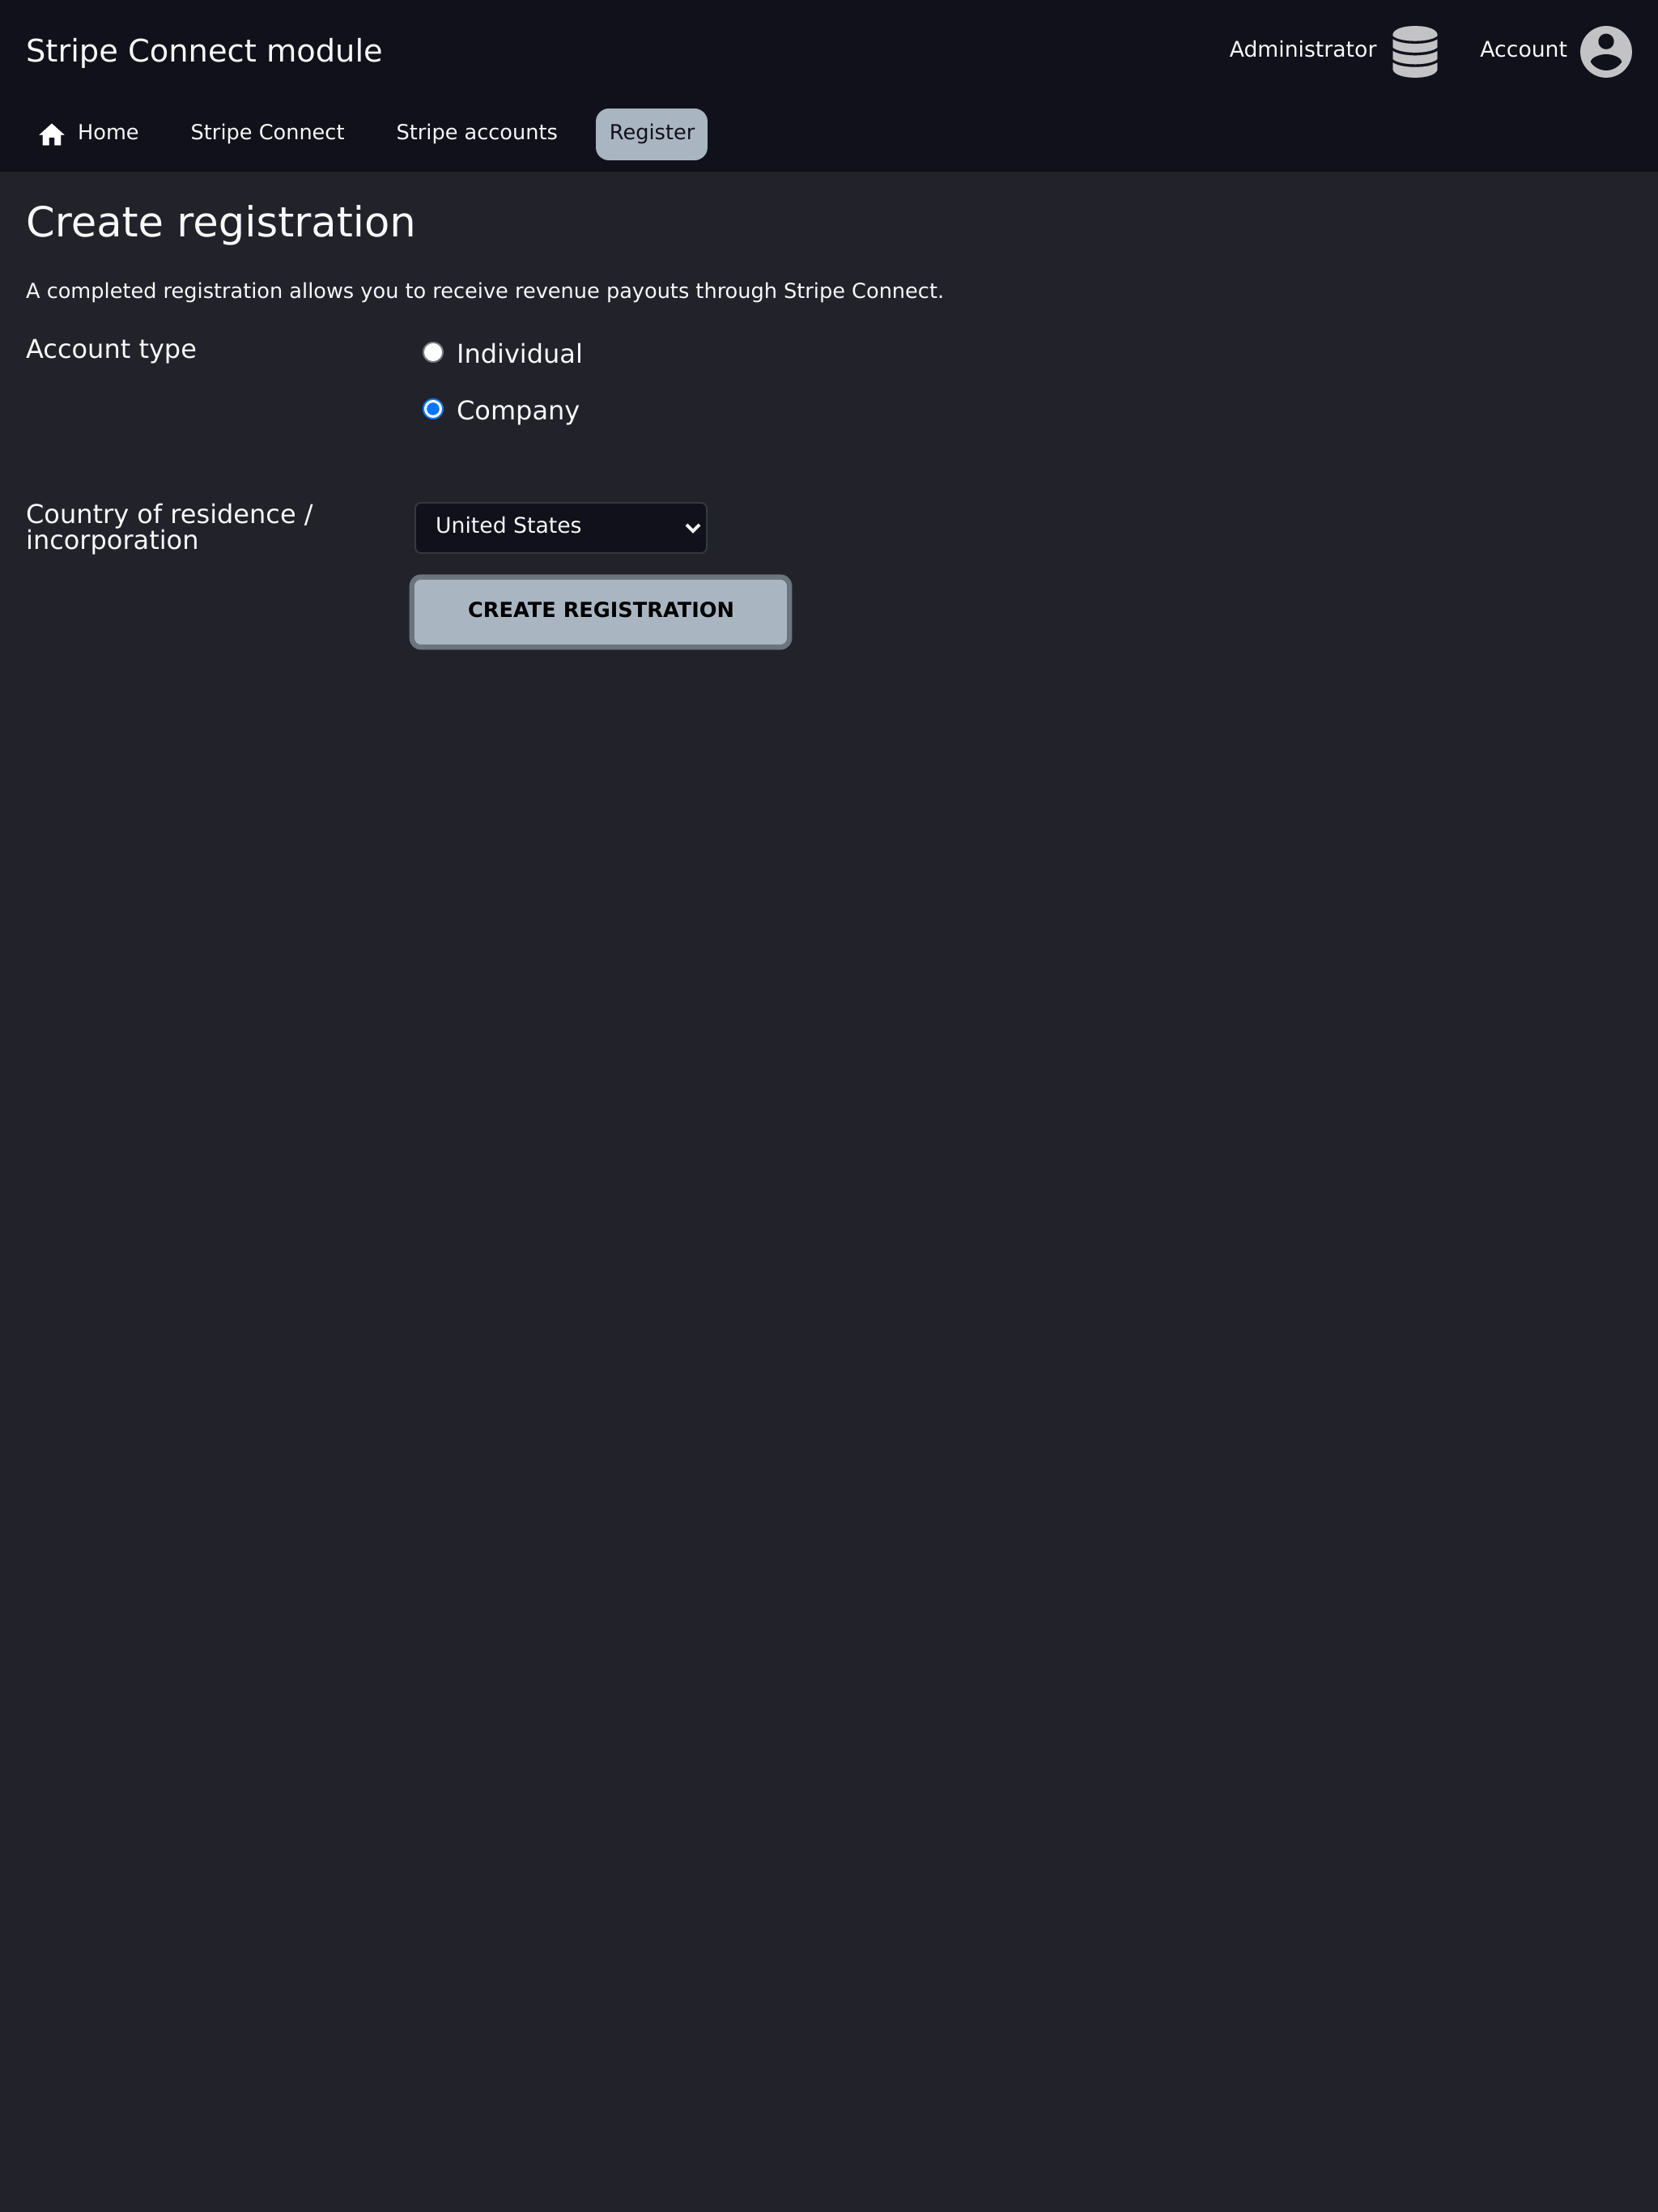 Stripe Connect module
Administrator
Account
Home
Stripe Connect
Stripe accounts
Register
Create registration
A completed registration allows you to receive revenue payouts through Stripe Connect.
Account type
Individual
Company
Country of residence /
incorporation
United States
CREATE REGISTRATION